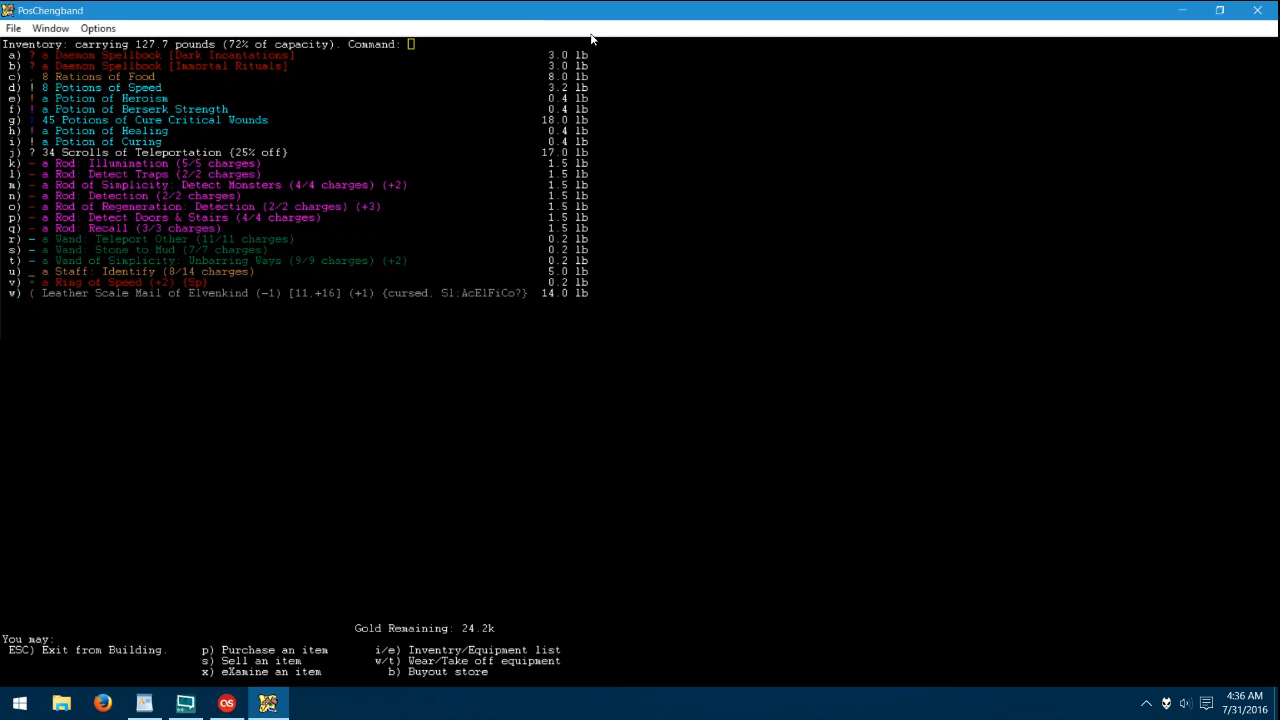 PosChengband
File Window Options
Inventory: carrying 127.7 pounds (72% of capacity). Command:
a) ? a Daemon Spellbook [Dark Incantations] 3.0 lb
b) ? a Daemon Spellbook [Immortal Rituals] 3.0 lb
c) , 8 Rations of Food 8.0 lb
d) ! 8 Potions of Speed 3.2 lb
e) ! a Potion of Heroism 0.4 lb
f) ! a Potion of Berserk Strength 0.4 lb
g) ! 45 Potions of Cure Critical Wounds 18.0 lb
h) ! a Potion of Healing 0.4 lb
i) ! a Potion of Curing 0.4 lb
j) ? 34 Scrolls of Teleportation {25% off} 17.0 lb
k) - a Rod: Illumination (5/5 charges) 1.5 lb
l) - a Rod: Detect Traps (2/2 charges) 1.5 lb
m) - a Rod of Simplicity: Detect Monsters (4/4 charges) (+2) 1.5 lb
n) - a Rod: Detection (2/2 charges) 1.5 lb
o) - a Rod of Regeneration: Detection (2/2 charges) (+3) 1.5 lb
p) - a Rod: Detect Doors & Stairs (4/4 charges) 1.5 lb
q) - a Rod: Recall (3/3 charges) 1.5 lb
r) - a Wand: Teleport Other (11/11 charges) 0.2 lb
s) - a Wand: Stone to Mud (7/7 charges) 0.2 lb
t) - a Wand of Simplicity: Unbarring Ways (9/9 charges) (+2) 0.2 lb
u) _ a Staff: Identify (8/14 charges) 5.0 lb
v) = a Ring of Speed (+2) {Sp} 0.2 lb
w) ( Leather Scale Mail of Elvenkind (-1) [11,+16] (+1) {cursed, Sl;AcElFiCo?} 14.0 lb
Gold Remaining: 24.2k
You may:
ESC) Exit from Building. p) Purchase an item i/e) Inventry/Equipment list
s) Sell an item w/t) Wear/Take off equipment
x) eXamine an item b) Buyout store
4:36 AM
7/31/2016